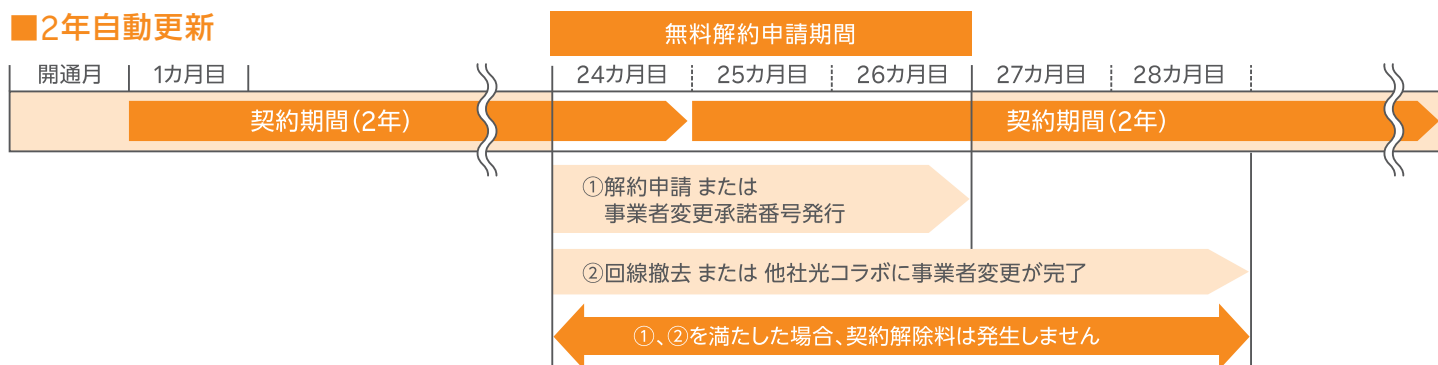 ■2年自動更新
無料解約申請期間
開通月 1カ月目 24カ月目 25カ月目 26カ月目 27カ月目 28カ月目
契約期間(2年) 契約期間(2年)
①解約申請 または
事業者変更承諾番号発行
②回線撤去 または 他社光コラボに事業者変更が完了
①、②を満たした場合、契約解除料は発生しません